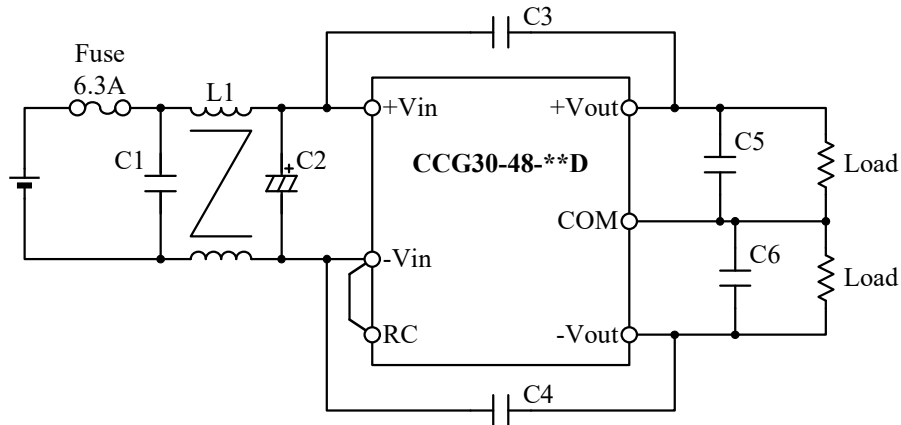 C3
Fuse
6.3A
L1
+Vin
+Vout
C1
C2
+
CCG30-48-**D
C5
Load
COM
-Vin
C6
Load
RC
-Vout
C4